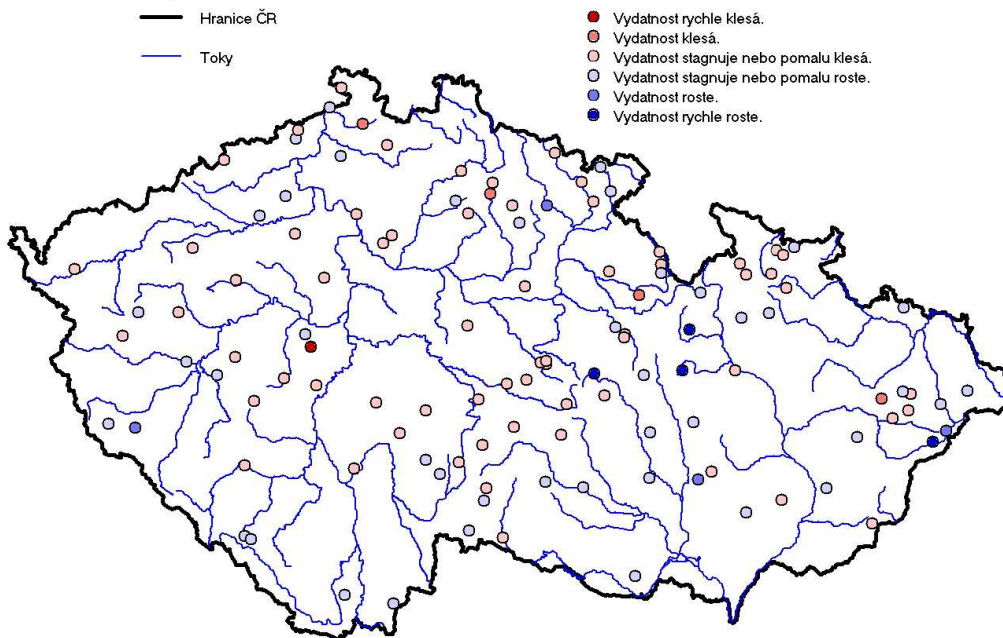 Hranice ČR
Toky
Vydatnost rychle klesá.
Vydatnost klesá.
Vydatnost stagnuje nebo pomalu klesá.
Vydatnost stagnuje nebo pomalu roste.
Vydatnost roste.
Vydatnost rychle roste.